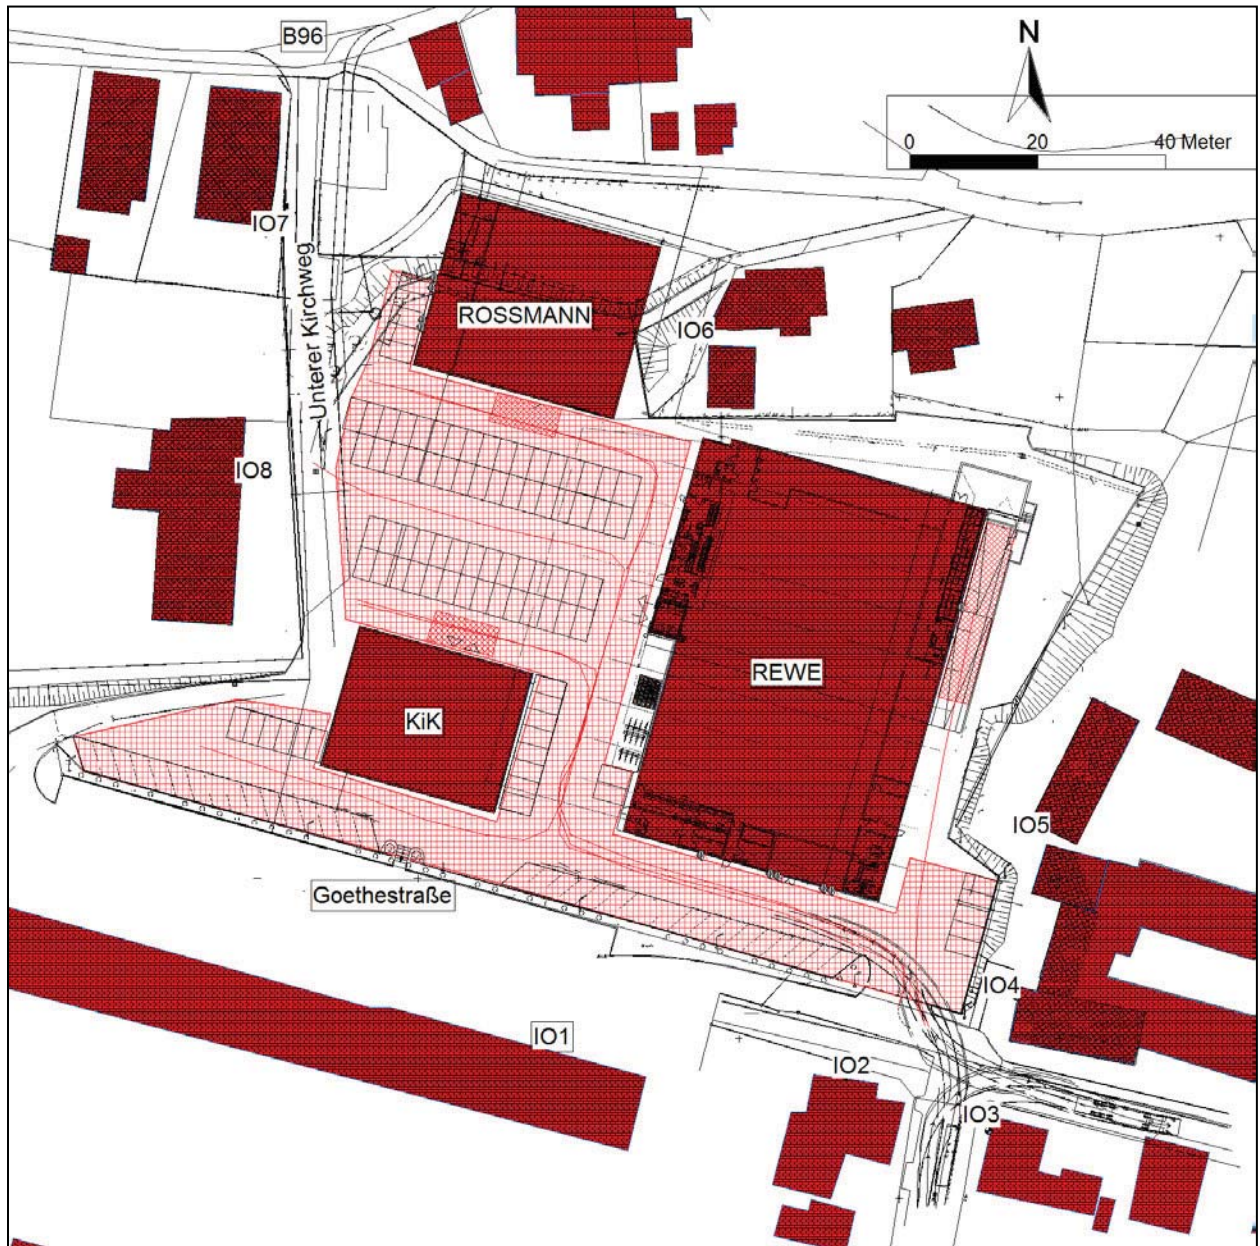 B96
N
0 20 40 Meter
IO7
Unterer Kirchweg
ROSSMANN
IO6
IO8
REWE
KiK
IO5
Goethestraße
IO4
IO1
IO2
IO3